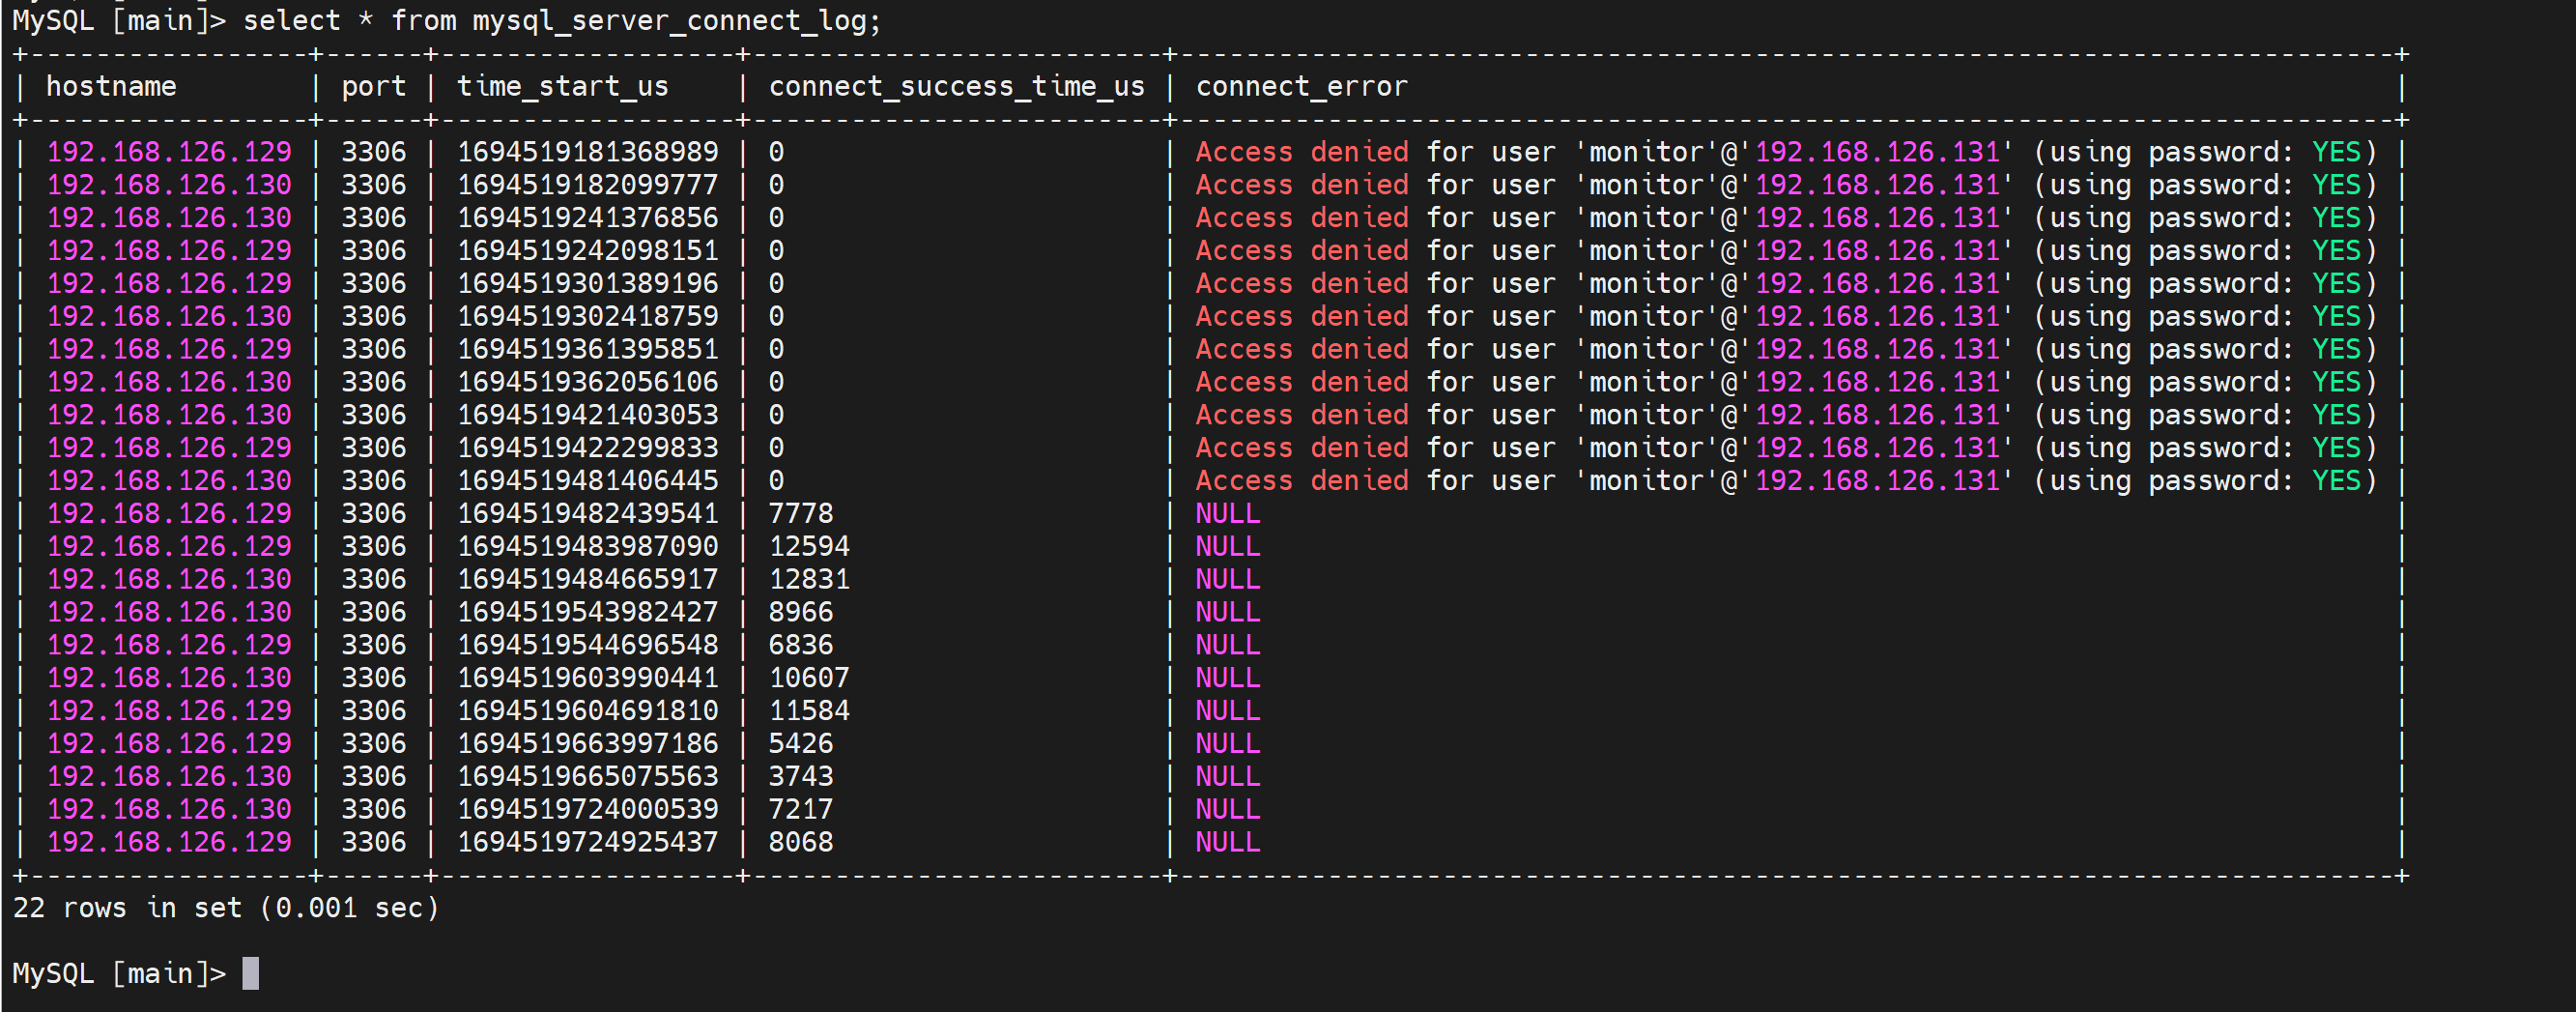 MySQL [main]> select * from mysql_server_connect_log;
+-----------------+------+------------------+-------------------------+--------------------------------------------------------------------------+
| hostname        | port | time_start_us    | connect_success_time_us | connect_error                                                            |
+-----------------+------+------------------+-------------------------+--------------------------------------------------------------------------+
| 192.168.126.129 | 3306 | 1694519181368989 | 0                       | Access denied for user 'monitor'@'192.168.126.131' (using password: YES) |
| 192.168.126.130 | 3306 | 1694519182099777 | 0                       | Access denied for user 'monitor'@'192.168.126.131' (using password: YES) |
| 192.168.126.130 | 3306 | 1694519241376856 | 0                       | Access denied for user 'monitor'@'192.168.126.131' (using password: YES) |
| 192.168.126.129 | 3306 | 1694519242098151 | 0                       | Access denied for user 'monitor'@'192.168.126.131' (using password: YES) |
| 192.168.126.129 | 3306 | 1694519301389196 | 0                       | Access denied for user 'monitor'@'192.168.126.131' (using password: YES) |
| 192.168.126.130 | 3306 | 1694519302418759 | 0                       | Access denied for user 'monitor'@'192.168.126.131' (using password: YES) |
| 192.168.126.129 | 3306 | 1694519361395851 | 0                       | Access denied for user 'monitor'@'192.168.126.131' (using password: YES) |
| 192.168.126.130 | 3306 | 1694519362056106 | 0                       | Access denied for user 'monitor'@'192.168.126.131' (using password: YES) |
| 192.168.126.130 | 3306 | 1694519421403053 | 0                       | Access denied for user 'monitor'@'192.168.126.131' (using password: YES) |
| 192.168.126.129 | 3306 | 1694519422299833 | 0                       | Access denied for user 'monitor'@'192.168.126.131' (using password: YES) |
| 192.168.126.130 | 3306 | 1694519481406445 | 0                       | Access denied for user 'monitor'@'192.168.126.131' (using password: YES) |
| 192.168.126.129 | 3306 | 1694519482439541 | 7778                    | NULL                                                                     |
| 192.168.126.129 | 3306 | 1694519483987090 | 12594                   | NULL                                                                     |
| 192.168.126.130 | 3306 | 1694519484665917 | 12831                   | NULL                                                                     |
| 192.168.126.130 | 3306 | 1694519543982427 | 8966                    | NULL                                                                     |
| 192.168.126.129 | 3306 | 1694519544696548 | 6836                    | NULL                                                                     |
| 192.168.126.130 | 3306 | 1694519603990441 | 10607                   | NULL                                                                     |
| 192.168.126.129 | 3306 | 1694519604691810 | 11584                   | NULL                                                                     |
| 192.168.126.129 | 3306 | 1694519663997186 | 5426                    | NULL                                                                     |
| 192.168.126.130 | 3306 | 1694519665075563 | 3743                    | NULL                                                                     |
| 192.168.126.130 | 3306 | 1694519724000539 | 7217                    | NULL                                                                     |
| 192.168.126.129 | 3306 | 1694519724925437 | 8068                    | NULL                                                                     |
+-----------------+------+------------------+-------------------------+--------------------------------------------------------------------------+
22 rows in set (0.001 sec)
MySQL [main]>